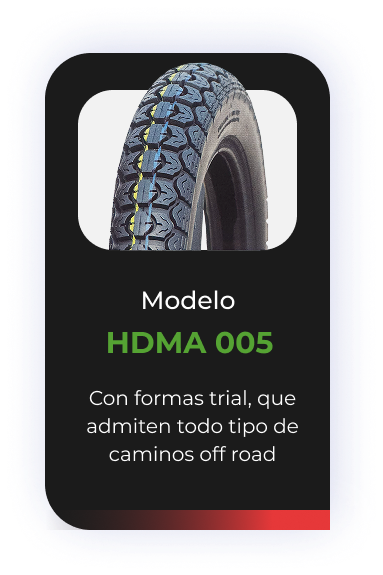 Modelo
HDMA 005
Con formas trial, que
admiten todo tipo de
caminos off road